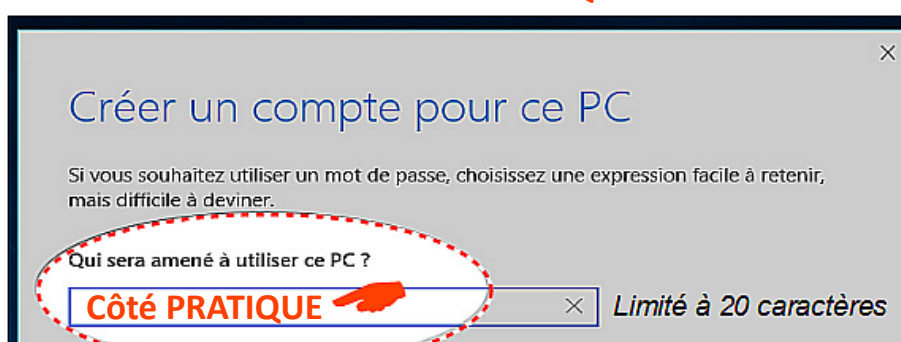 Créer un compte pour ce PC
Si vous souhaitez utiliser un mot de passe, choisissez une expression facile à retenir,
mais difficile à deviner.
Qui sera amené à utiliser ce PC ?
Côté PRATIQUE
Limité à 20 caractères